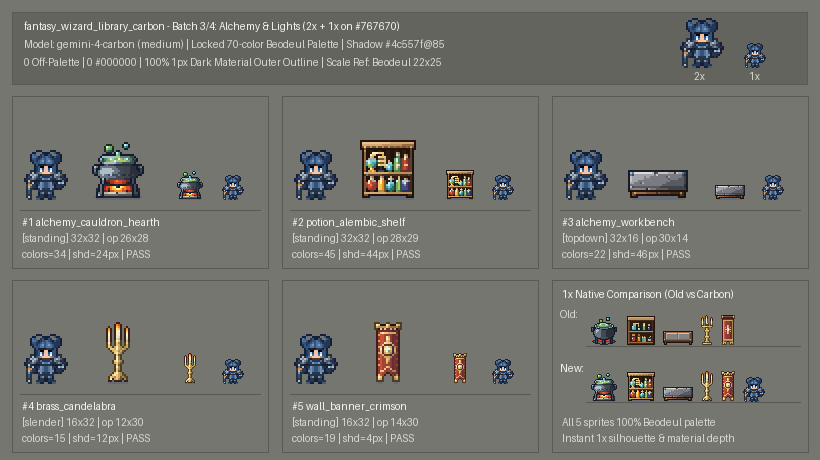 fantasy_wizard_library_carbon - Batch 3/4: Alchemy & Lights (2x + 1x on #767670)
Model: gemini-4-carbon (medium) | Locked 70-color Beodeul Palette | Shadow #4c557f@85
0 Off-Palette | 0 #000000 | 100% 1px Dark Material Outer Outline | Scale Ref: Beodeul 22x25
2x
1x
#1 alchemy_cauldron_hearth
[standing] 32x32 | op 26x28
colors=34 | shd=24px | PASS
#2 potion_alembic_shelf
[standing] 32x32 | op 28x29
colors=45 | shd=44px | PASS
#3 alchemy_workbench
[topdown] 32x16 | op 30x14
colors=22 | shd=46px | PASS
#4 brass_candelabra
[slender] 16x32 | op 12x30
colors=15 | shd=12px | PASS
#5 wall_banner_crimson
[standing] 16x32 | op 14x30
colors=19 | shd=4px | PASS
1x Native Comparison (Old vs Carbon)
Old:
New:
All 5 sprites 100% Beodeul palette
Instant 1x silhouette & material depth